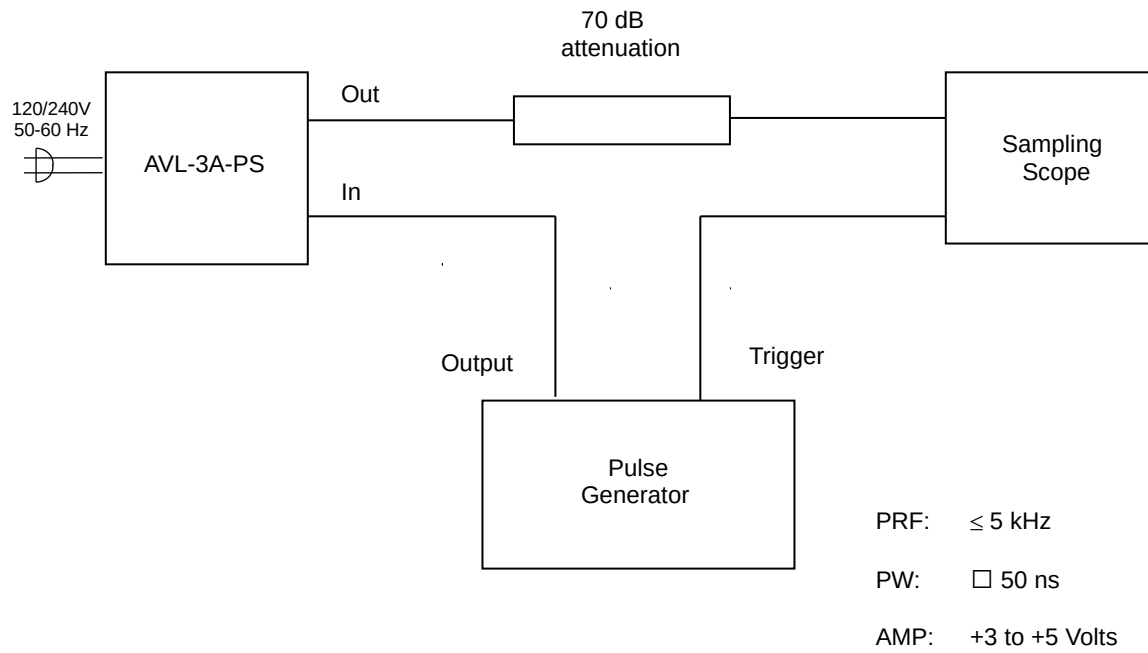 70 dB
attenuation
120/240V
50-60 Hz
AVL-3A-PS
Out
In
Sampling
Scope
Output
Trigger
Pulse
Generator
PRF: ≤ 5 kHz
PW: □ 50 ns
AMP: +3 to +5 Volts